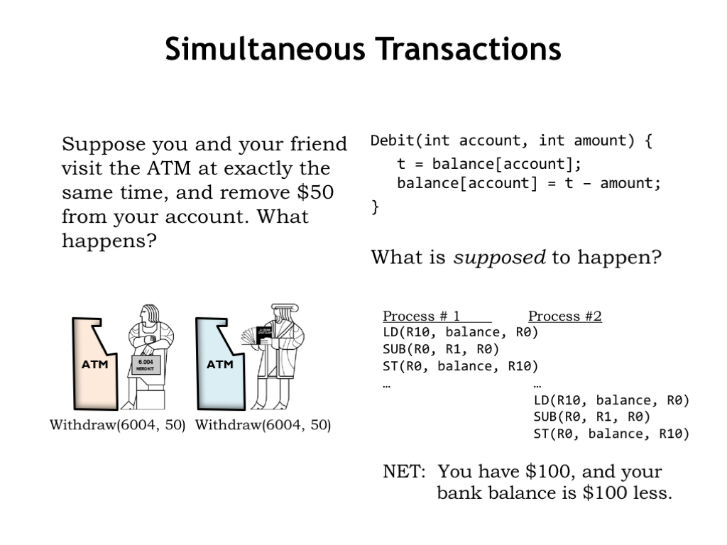 Simultaneous Transactions
Suppose you and your friend
visit the ATM at exactly the
same time, and remove $50
from your account. What
happens?
Debit(int account, int amount) {
t = balance[account];
balance[account] = t – amount;
}
What is supposed to happen?
Process # 1 Process #2
LD(R10, balance, R0)
SUB(R0, R1, R0)
ST(R0, balance, R10)
… …
LD(R10, balance, R0)
SUB(R0, R1, R0)
ST(R0, balance, R10)
NET: You have $100, and your
bank balance is $100 less.
ATM
6.004
ATM
Withdraw(6004, 50) Withdraw(6004, 50)